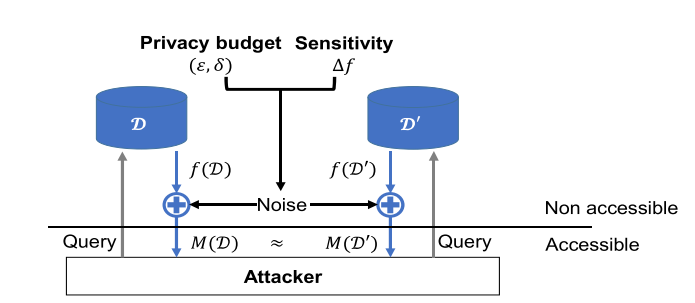 Privacy budget Sensitivity
(ε, δ) Δf
𝓓 𝓓′
f(𝒟) f(𝒟′)
Noise
Non accessible
Query M(𝒟) ≈ M(𝒟′) Query Accessible
Attacker